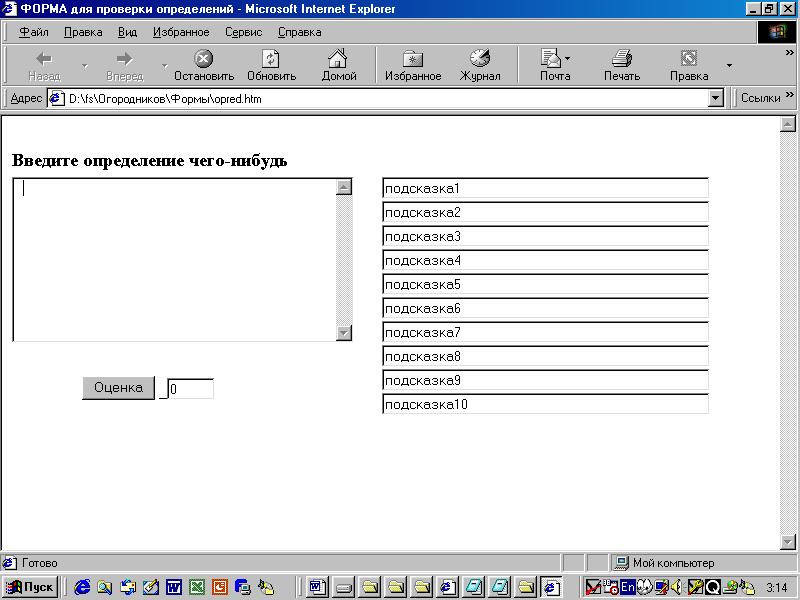 ФОРМА для проверки определений - Microsoft Internet Explorer
Файл Правка Вид Избранное Сервис Справка
Назад Вперед Остановить Обновить Домой Избранное Журнал Почта Печать Правка »
Адрес D:\fs\Огородников\Формы\opred.htm Ссылки »
Введите определение чего-нибудь
подсказка1
подсказка2
подсказка3
подсказка4
подсказка5
подсказка6
подсказка7
подсказка8
подсказка9
подсказка10
Оценка _0
Готово Мой компьютер
Пуск En 3:14